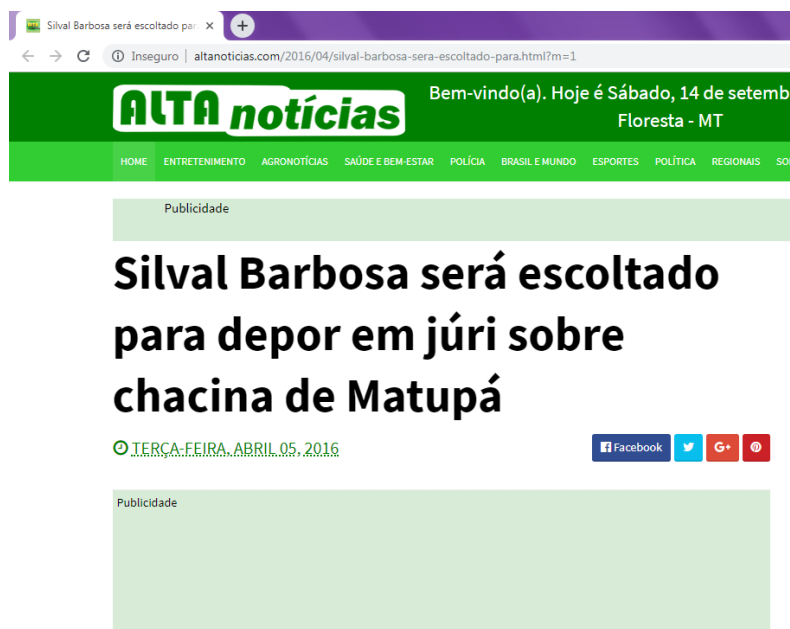 Silval Barbosa será escoltado par
Inseguro | altanoticias.com/2016/04/silval-barbosa-sera-escoltado-para.html?m=1
ALTA notícias
Bem-vindo(a). Hoje é Sábado, 14 de setemb
Floresta - MT
HOME ENTRETENIMENTO AGRONOTÍCIAS SAÚDE E BEM-ESTAR POLÍCIA BRASIL E MUNDO ESPORTES POLÍTICA REGIONAIS SO
Publicidade
Silval Barbosa será escoltado
para depor em júri sobre
chacina de Matupá
TERÇA-FEIRA, ABRIL 05, 2016
Facebook
G+
Publicidade